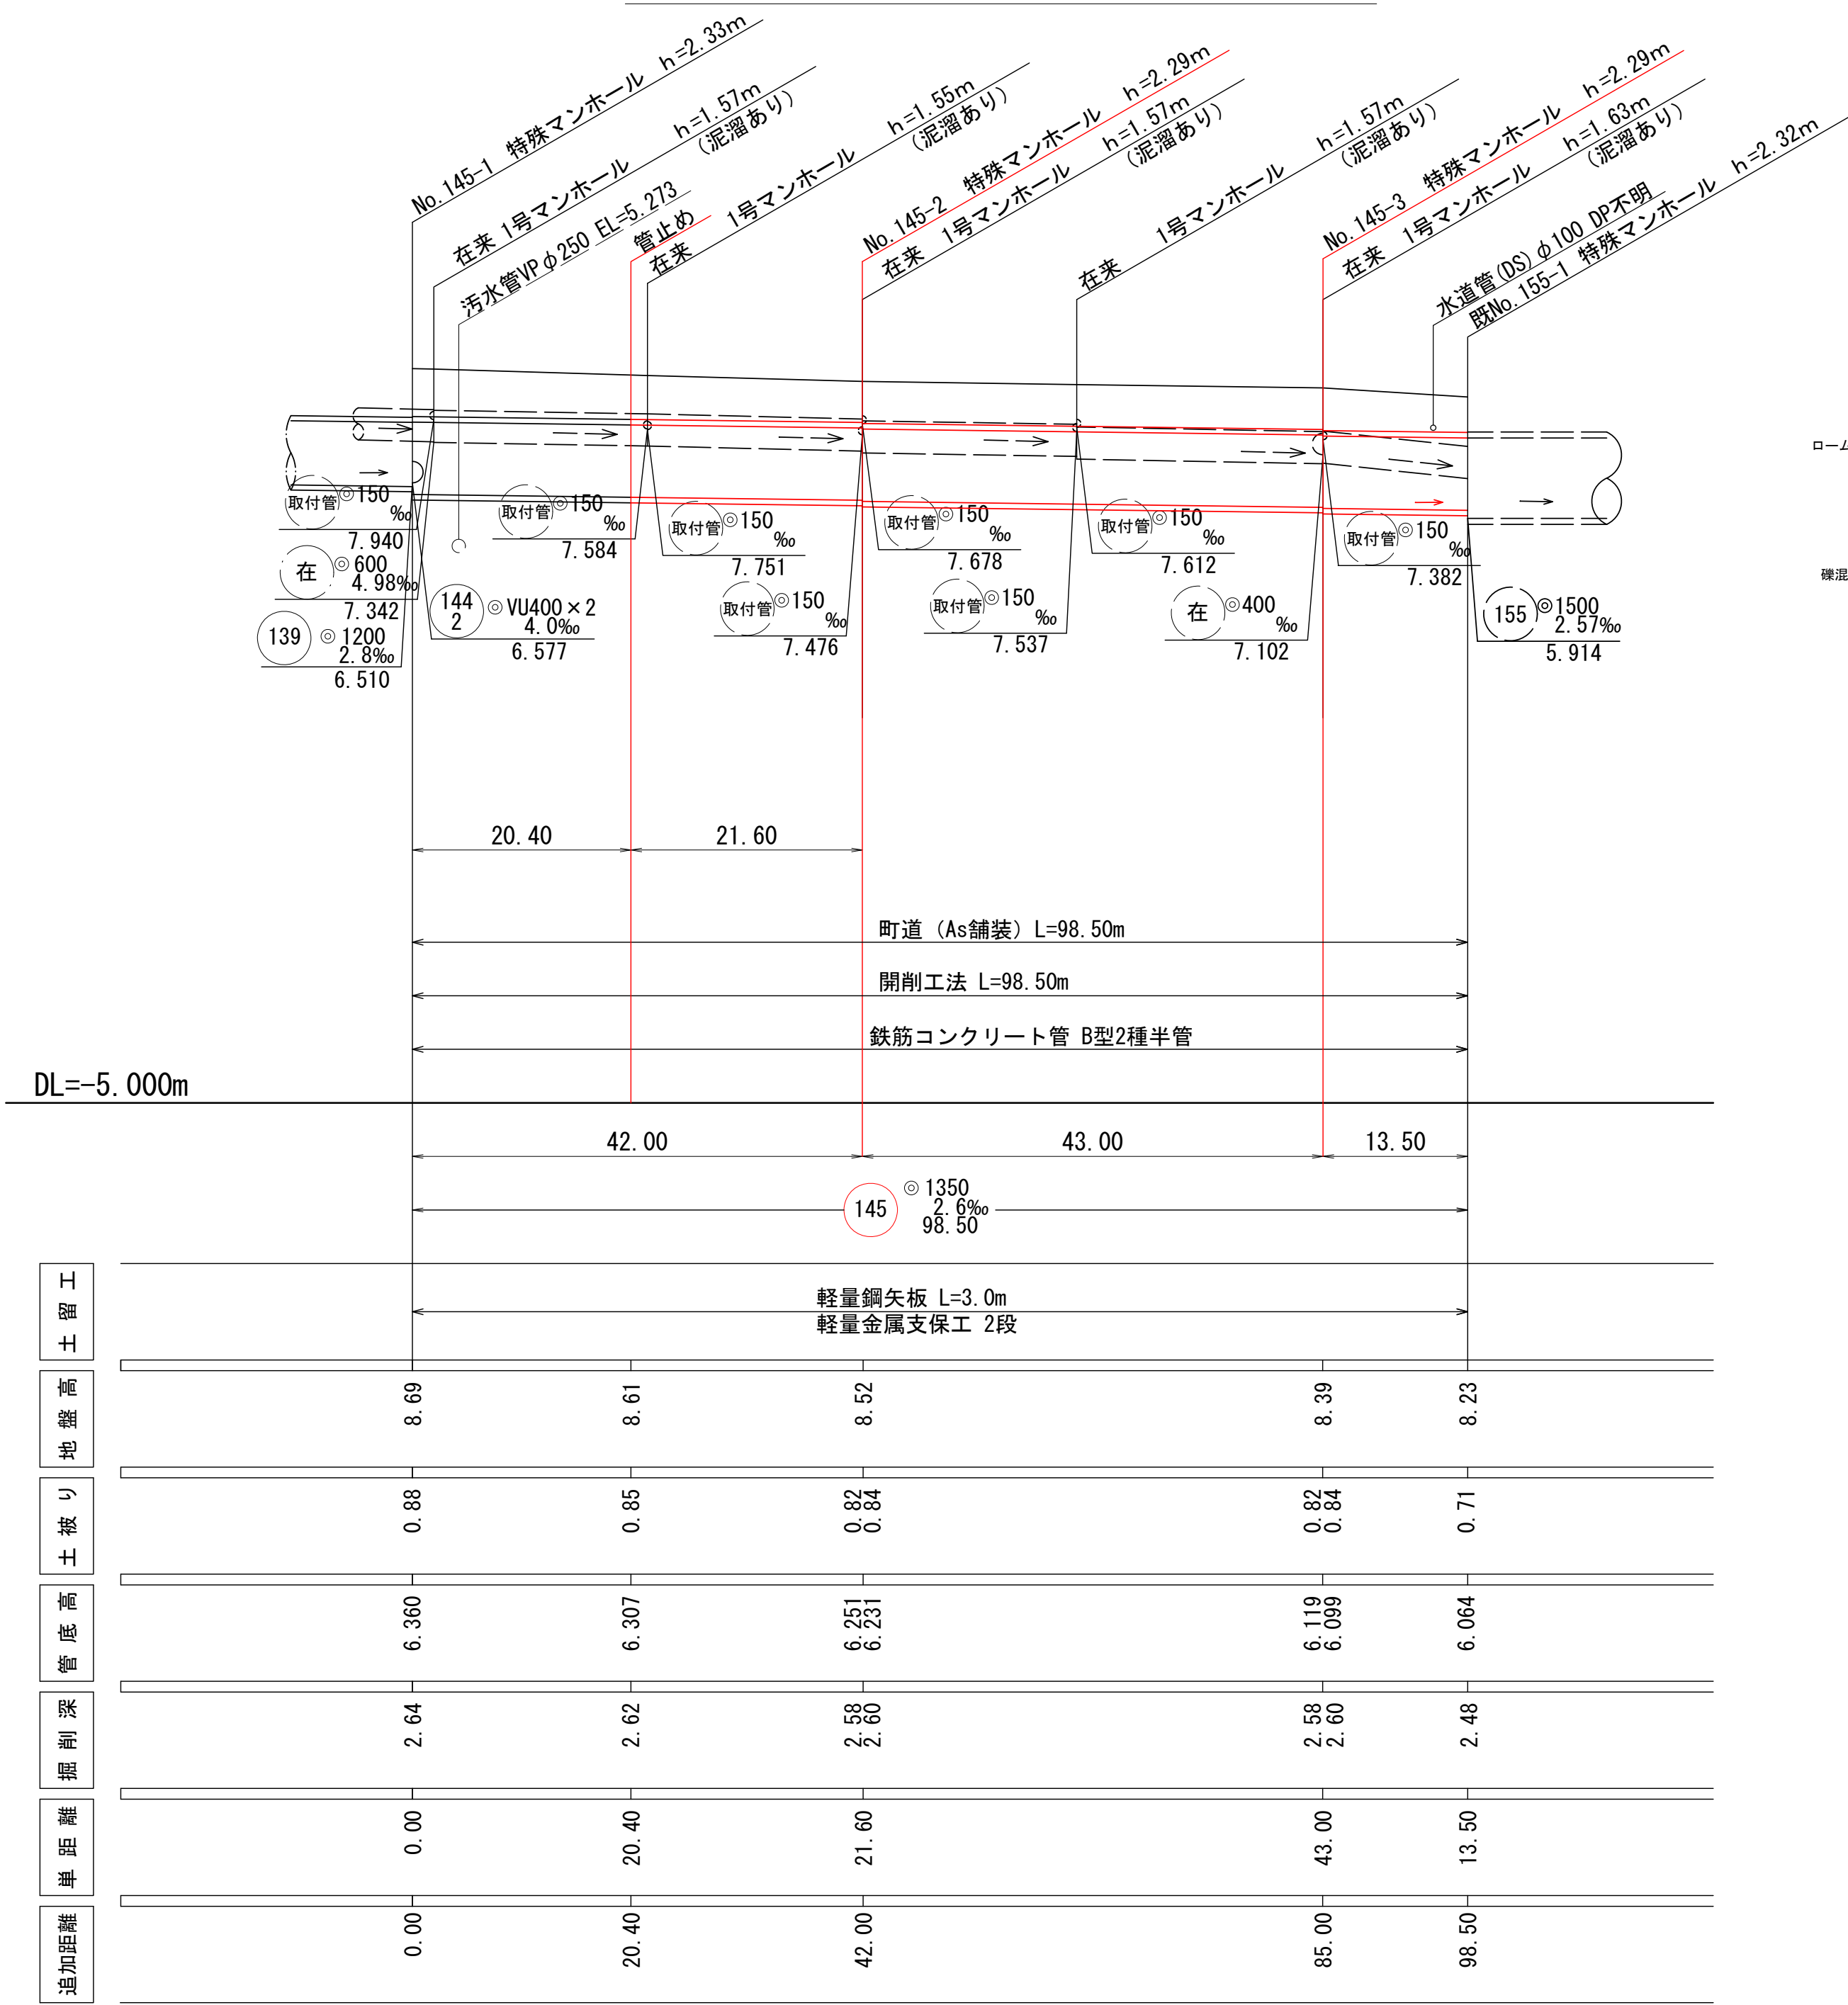 No.145-1 特殊マンホール h=2.33m
在来 1号マンホール h=1.57m
(泥溜あり)
汚水管VPφ250 EL=5.273
管止め
在来 1号マンホール h=1.55m
(泥溜あり)
No.145-2 特殊マンホール h=2.29m
在来 1号マンホール h=1.57m
(泥溜あり)
在来 1号マンホール h=1.57m
(泥溜あり)
No.145-3 特殊マンホール h=2.29m
在来 1号マンホール h=1.63m
(泥溜あり)
水道管(DS)φ100 DP不明
既No.155-1 特殊マンホール h=2.32m
ローム
礫混
取付管 ◎150
‰
7.940
在 ◎600
4.98‰
7.342
139 ◎1200
2.8‰
6.510
144
2
◎VU400×2
4.0‰
6.577
取付管 ◎150
‰
7.584
取付管 ◎150
‰
7.751
取付管 ◎150
‰
7.476
取付管 ◎150
‰
7.678
取付管 ◎150
‰
7.537
取付管 ◎150
‰
7.612
在 ◎400
‰
7.102
取付管 ◎150
‰
7.382
155 ◎1500
2.57‰
5.914
20.40 21.60
町道（As舗装）L=98.50m
開削工法 L=98.50m
鉄筋コンクリート管 B型2種半管
DL=-5.000m
42.00 43.00 13.50
145 ◎1350
2.6‰
98.50
土留工
軽量鋼矢板 L=3.0m
軽量金属支保工 2段
地盤高 8.69 8.61 8.52 8.39 8.23
土被り 0.88 0.85 0.82 0.84 0.82 0.84 0.71
管底高 6.360 6.307 6.251 6.231 6.119 6.099 6.064
掘削深 2.64 2.62 2.58 2.60 2.58 2.60 2.48
単距離 0.00 20.40 21.60 43.00 13.50
追加距離 0.00 20.40 42.00 85.00 98.50